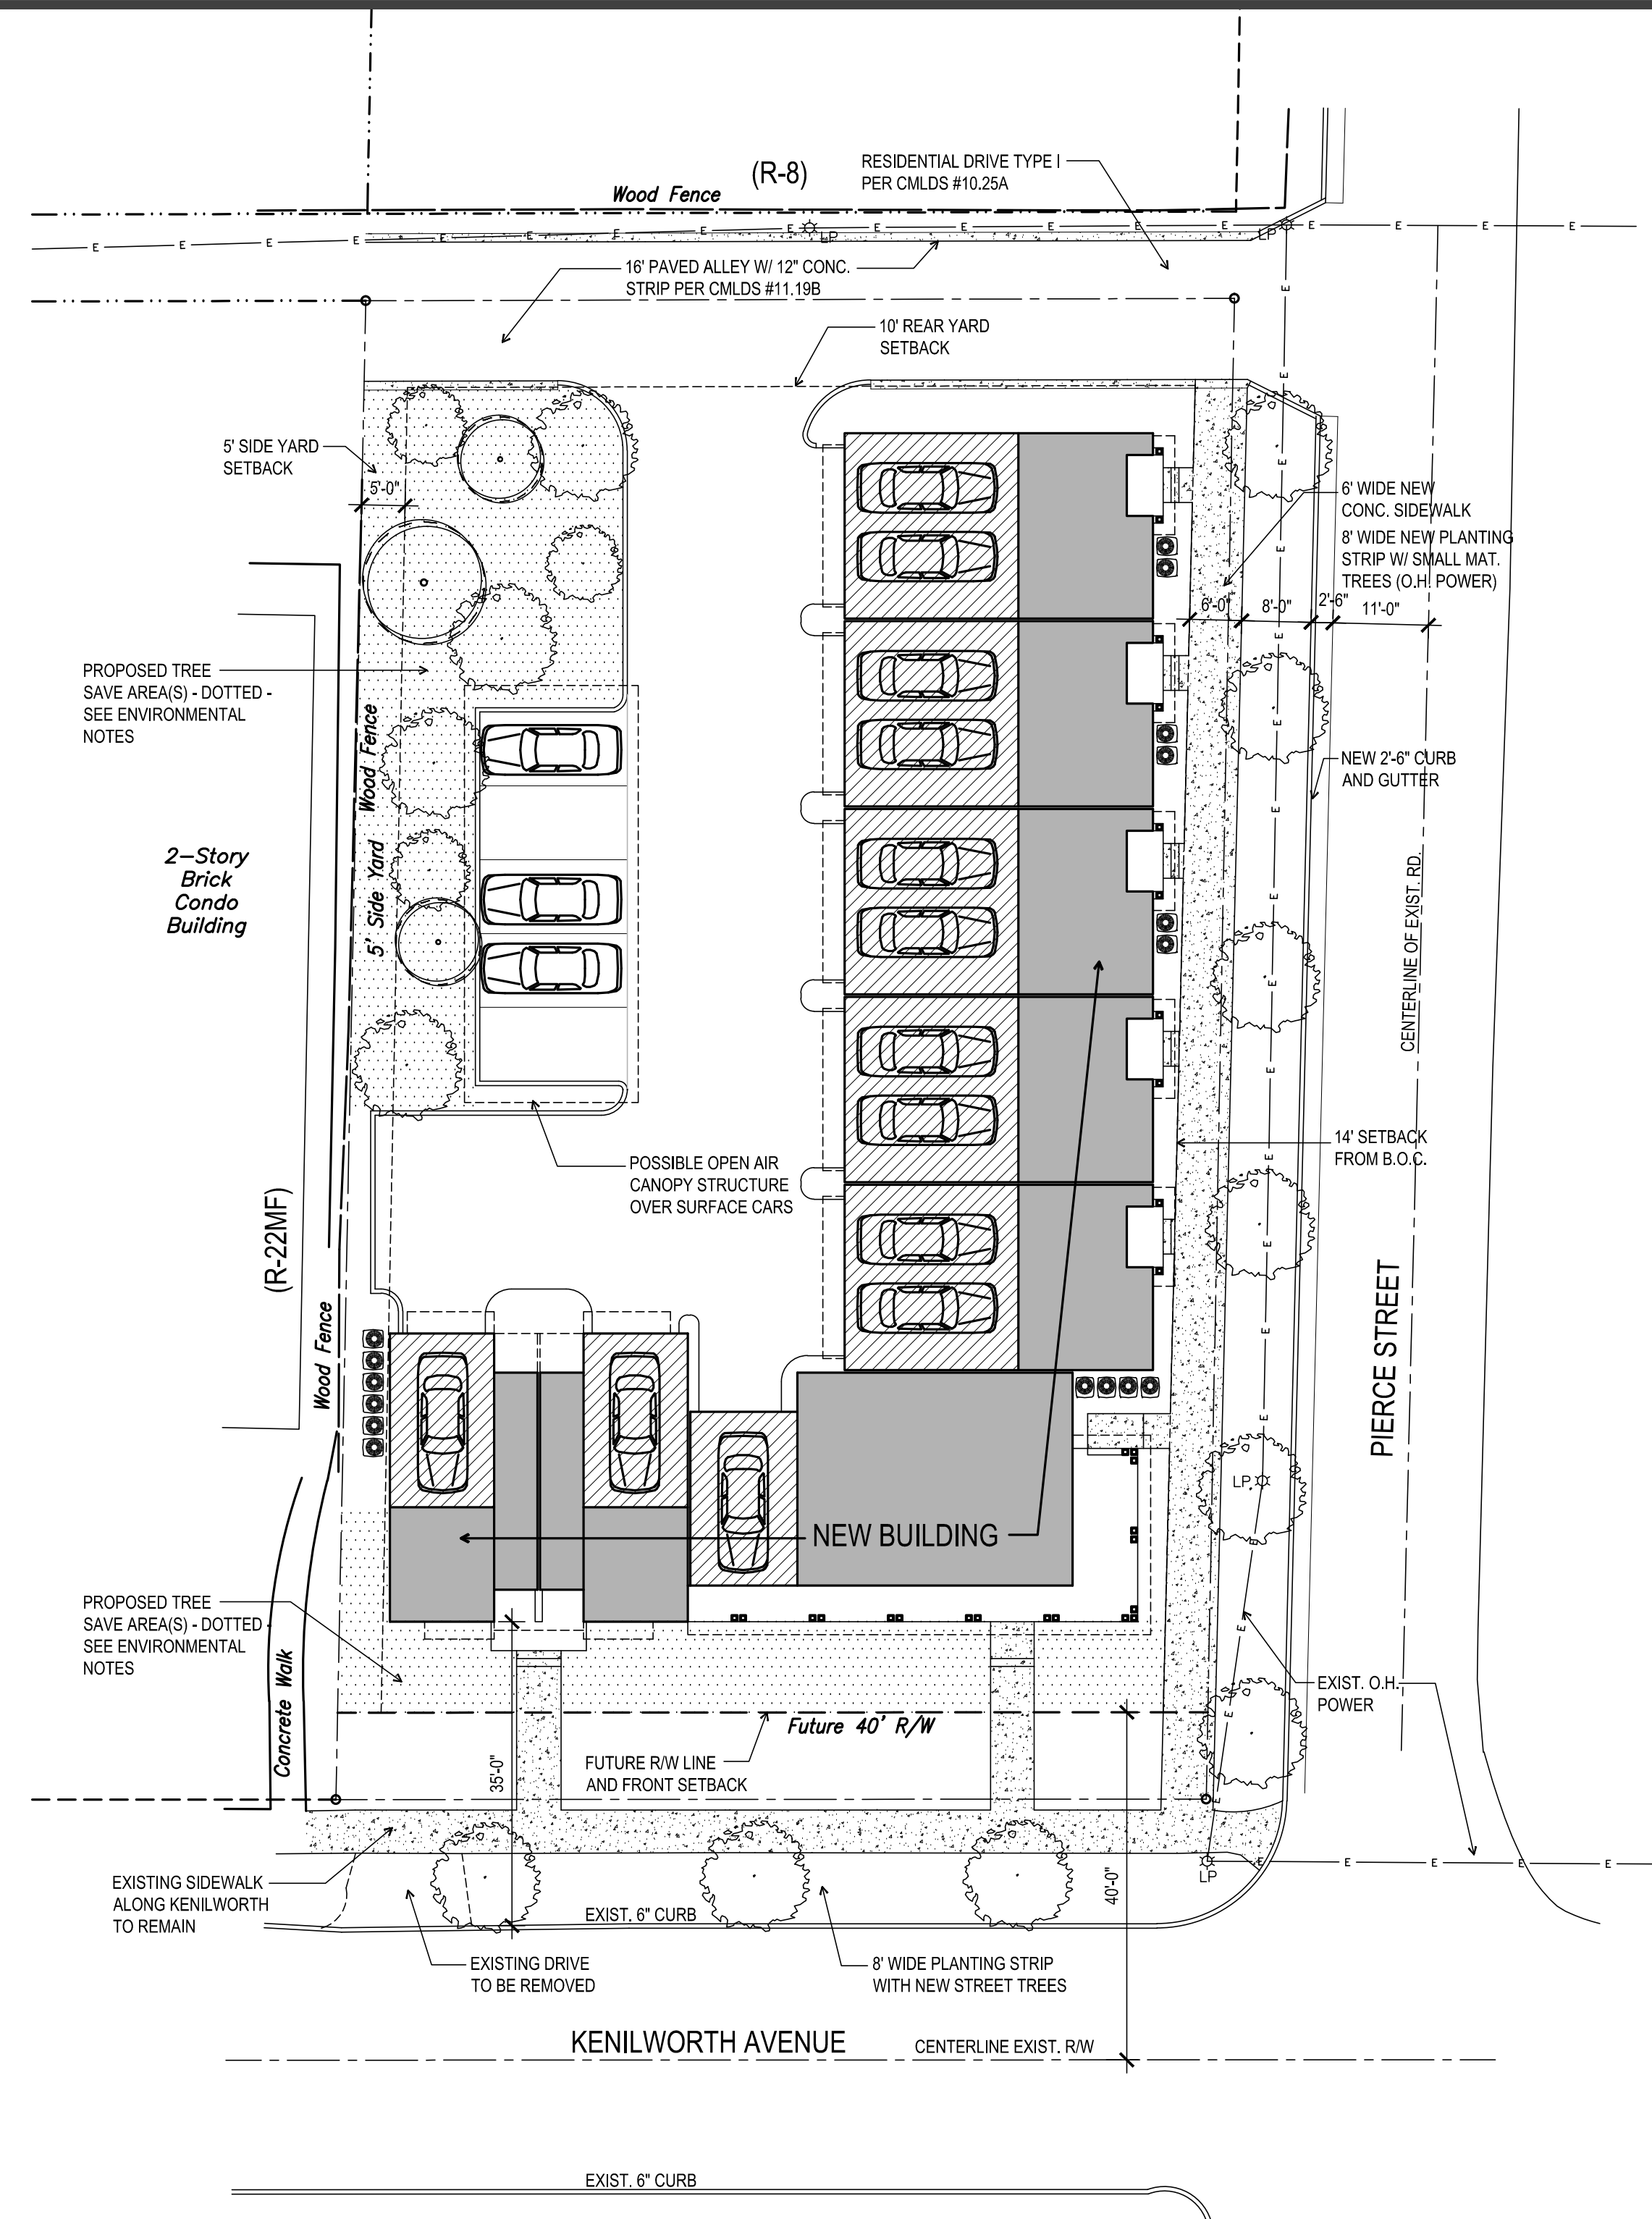 (R-8)
RESIDENTIAL DRIVE TYPE I
PER CMLDS #10.25A
Wood Fence
E E E E E E E E E E E E E E E E E E
LP
LP
16' PAVED ALLEY W/ 12" CONC.
STRIP PER CMLDS #11.19B
10' REAR YARD
SETBACK
5' SIDE YARD
SETBACK
5'-0"
6' WIDE NEW
CONC. SIDEWALK
8' WIDE NEW PLANTING
STRIP W/ SMALL MAT.
TREES (O.H. POWER)
6'-0"
8'-0"
2'-6"
11'-0"
PROPOSED TREE
SAVE AREA(S) - DOTTED -
SEE ENVIRONMENTAL
NOTES
Wood Fence
5' Side Yard
NEW 2'-6" CURB
AND GUTTER
2-Story
Brick
Condo
Building
CENTERLINE OF EXIST. RD.
14' SETBACK
FROM B.O.C.
POSSIBLE OPEN AIR
CANOPY STRUCTURE
OVER SURFACE CARS
(R-22MF)
Wood Fence
PIERCE STREET
LP
NEW BUILDING
PROPOSED TREE
SAVE AREA(S) - DOTTED -
SEE ENVIRONMENTAL
NOTES
Concrete Walk
EXIST. O.H.
POWER
Future 40' R/W
35'-0"
FUTURE R/W LINE
AND FRONT SETBACK
EXISTING SIDEWALK
ALONG KENILWORTH
TO REMAIN
LP
E E E E
40'-0"
EXIST. 6" CURB
EXISTING DRIVE
TO BE REMOVED
8' WIDE PLANTING STRIP
WITH NEW STREET TREES
KENILWORTH AVENUE
CENTERLINE EXIST. R/W
EXIST. 6" CURB